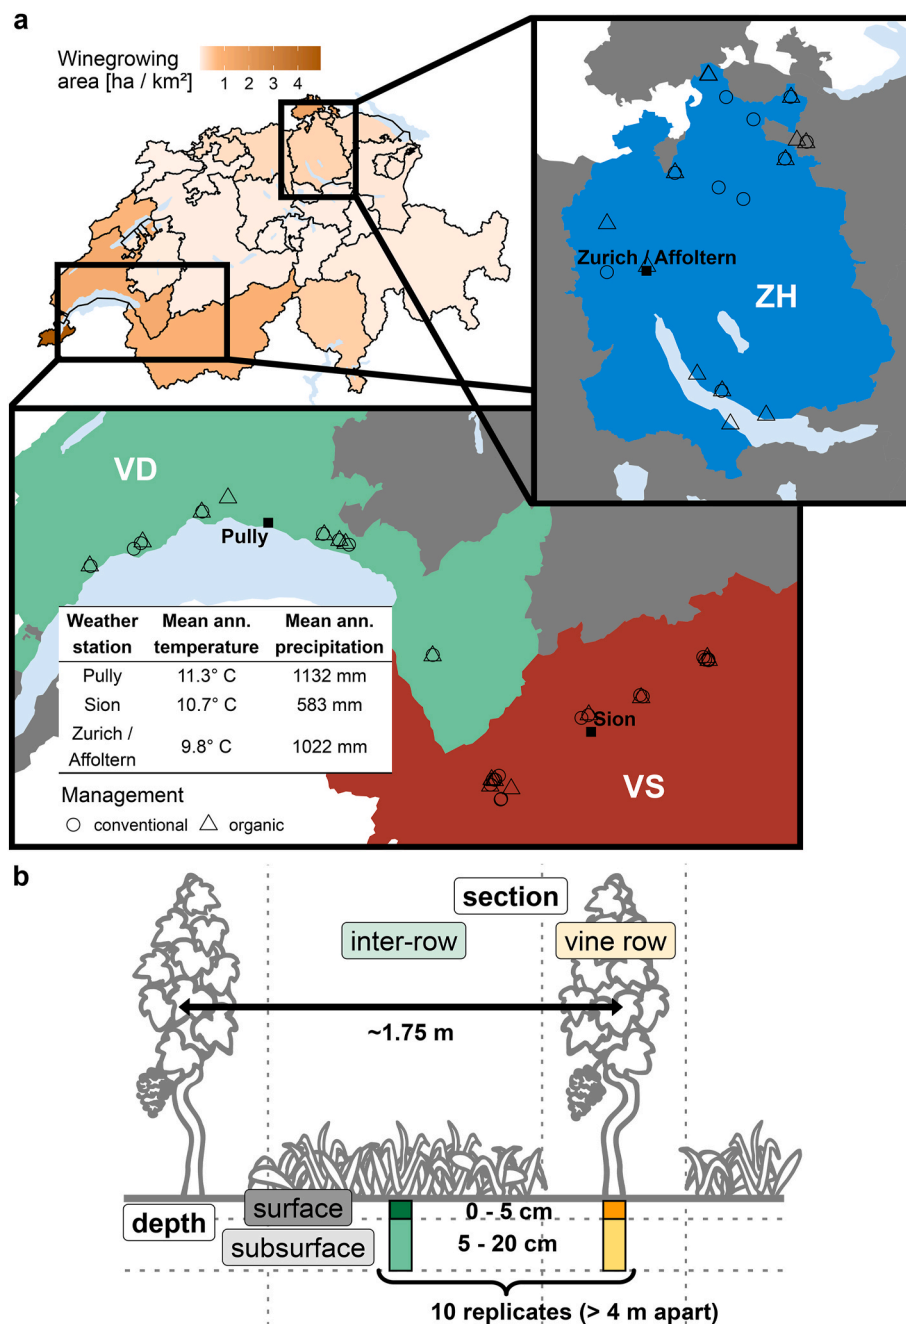 a
Winegrowing
area [ha / km²]
1 2 3 4
Zurich / Affoltern
ZH
VD
Pully
Weather station Mean ann. temperature Mean ann. precipitation
Pully 11.3° C 1132 mm
Sion 10.7° C 583 mm
Zurich / Affoltern 9.8° C 1022 mm
Management
conventional organic
Sion
VS
b
section
inter-row vine row
~1.75 m
depth
surface 0 - 5 cm
subsurface 5 - 20 cm
10 replicates (> 4 m apart)